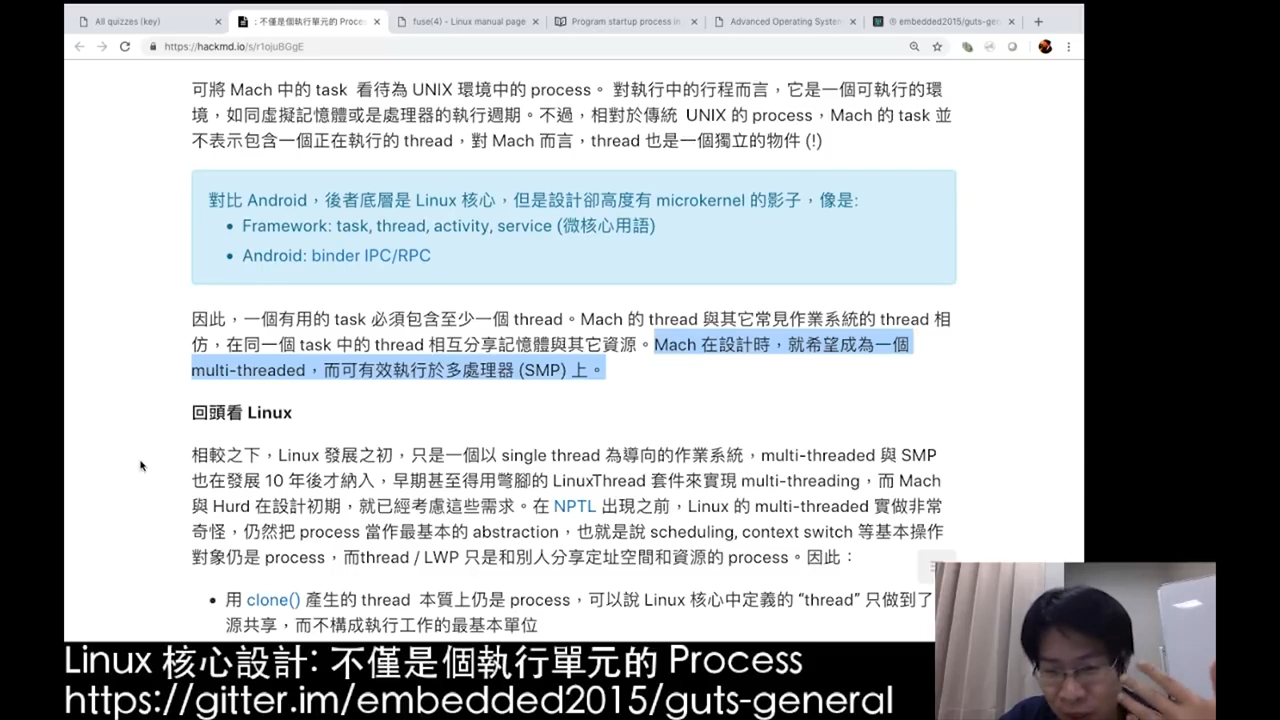 All quizzes (key)
: 不僅是個執行單元的 Proces
fuse(4) - Linux manual page
Program startup process in
Advanced Operating System
embedded2015/guts-gen
https://hackmd.io/s/r1ojuBGgE
可將 Mach 中的 task 看待為 UNIX 環境中的 process。 對執行中的行程而言，它是一個可執行的環
境，如同虛擬記憶體或是處理器的執行週期。不過，相對於傳統 UNIX 的 process，Mach 的 task 並
不表示包含一個正在執行的 thread，對 Mach 而言，thread 也是一個獨立的物件 (!)
對比 Android，後者底層是 Linux 核心，但是設計卻高度有 microkernel 的影子，像是:
• Framework: task, thread, activity, service (微核心用語)
• Android: binder IPC/RPC
因此，一個有用的 task 必須包含至少一個 thread。Mach 的 thread 與其它常見作業系統的 thread 相
仿，在同一個 task 中的 thread 相互分享記憶體與其它資源。Mach 在設計時，就希望成為一個
multi-threaded，而可有效執行於多處理器 (SMP) 上。
回頭看 Linux
相較之下，Linux 發展之初，只是一個以 single thread 為導向的作業系統，multi-threaded 與 SMP
也在發展 10 年後才納入，早期甚至得用彆腳的 LinuxThread 套件來實現 multi-threading，而 Mach
與 Hurd 在設計初期，就已經考慮這些需求。在 NPTL 出現之前，Linux 的 multi-threaded 實做非常
奇怪，仍然把 process 當作最基本的 abstraction，也就是說 scheduling, context switch 等基本操作
對象仍是 process，而thread / LWP 只是和別人分享定址空間和資源的 process。因此：
• 用 clone() 產生的 thread 本質上仍是 process，可以說 Linux 核心中定義的 “thread” 只做到了
源共享，而不構成執行工作的最基本單位
Linux 核心設計: 不僅是個執行單元的 Process
https://gitter.im/embedded2015/guts-general